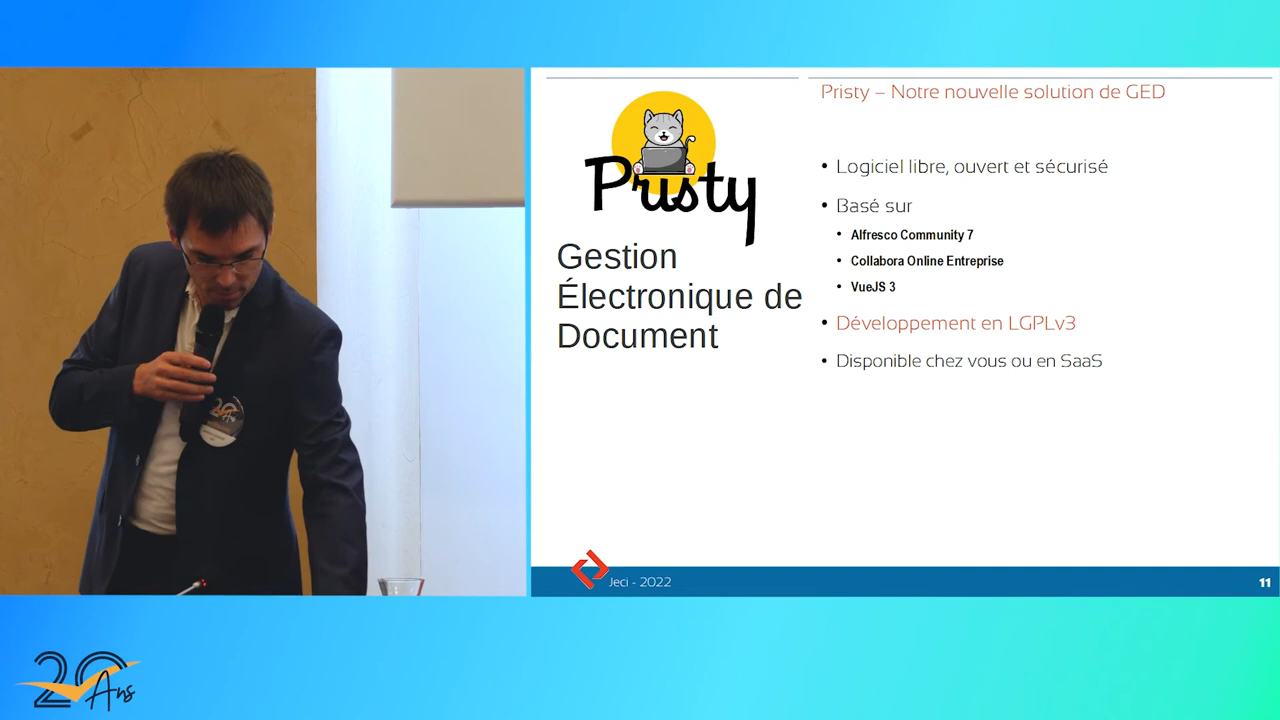 Pristy – Notre nouvelle solution de GED
Pristy
Gestion
Électronique de
Document
• Logiciel libre, ouvert et sécurisé
• Basé sur
• Alfresco Community 7
• Collabora Online Entreprise
• VueJS 3
• Développement en LGPLv3
• Disponible chez vous ou en SaaS
Jeci - 2022
11
20
Ans